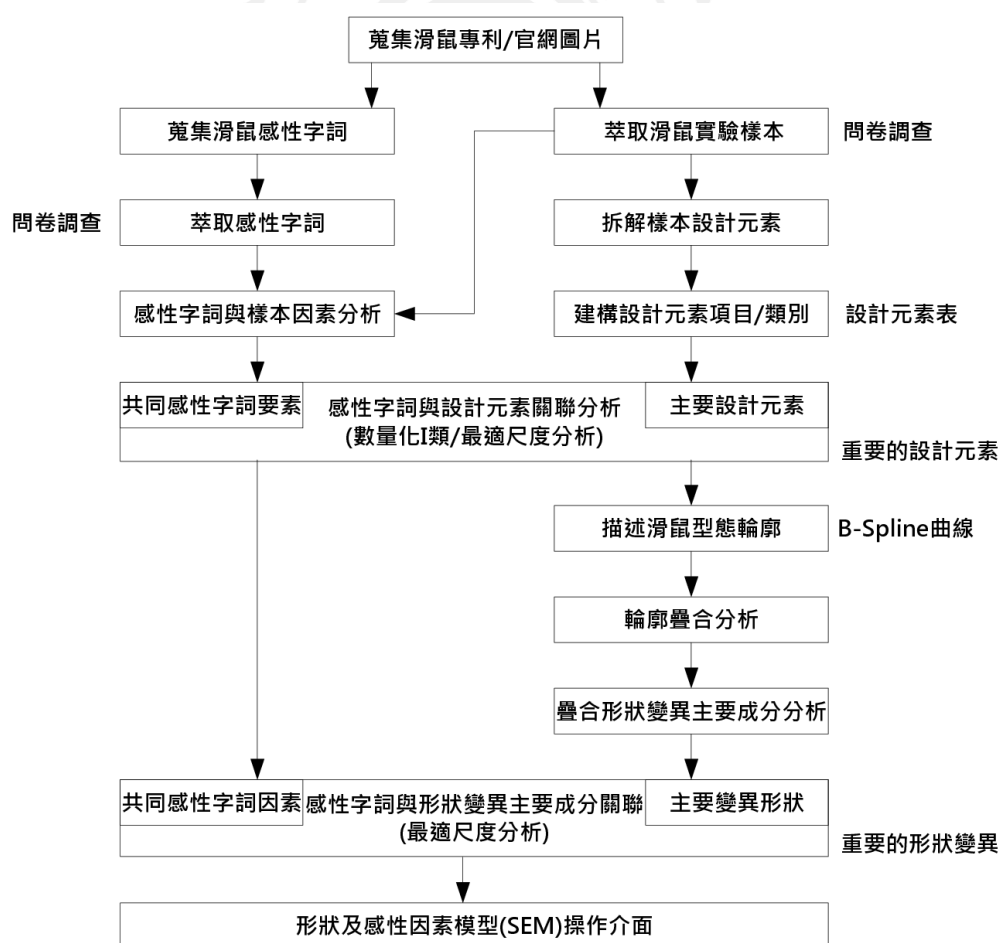 蒐集滑鼠專利/官網圖片
蒐集滑鼠感性字詞
萃取滑鼠實驗樣本
問卷調查
問卷調查
萃取感性字詞
拆解樣本設計元素
感性字詞與樣本因素分析
建構設計元素項目/類別
設計元素表
共同感性字詞要素
感性字詞與設計元素關聯分析
(數量化I類/最適尺度分析)
主要設計元素
重要的設計元素
描述滑鼠型態輪廓
B-Spline曲線
輪廓疊合分析
疊合形狀變異主要成分分析
共同感性字詞因素
感性字詞與形狀變異主要成分關聯
(最適尺度分析)
主要變異形狀
重要的形狀變異
形狀及感性因素模型(SEM)操作介面